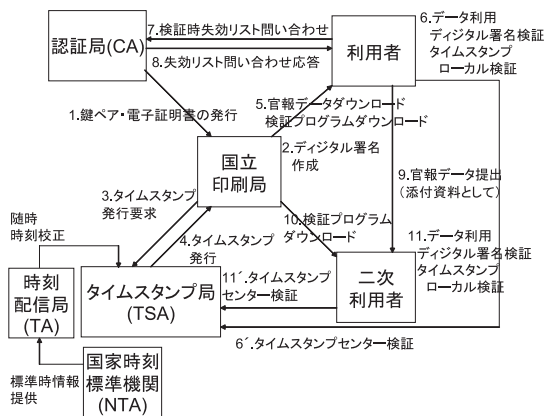 認証局(CA)
7.検証時失効リスト問い合わせ
8.失効リスト問い合わせ応答
利用者
6.データ利用
ディジタル署名検証
タイムスタンプ
ローカル検証
1.鍵ペア・電子証明書の発行
5.官報データダウンロード
検証プログラムダウンロード
国立
印刷局
2.ディジタル署名
作成
3.タイムスタンプ
発行要求
4.タイムスタンプ
発行
9.官報データ提出
(添付資料として)
10.検証プログラム
ダウンロード
11.データ利用
ディジタル署名検証
タイムスタンプ
ローカル検証
随時
時刻校正
時刻
配信局
(TA)
タイムスタンプ局
(TSA)
11´.タイムスタンプ
センター検証
二次
利用者
6´.タイムスタンプセンター検証
標準時情報
提供
国家時刻
標準機関
(NTA)